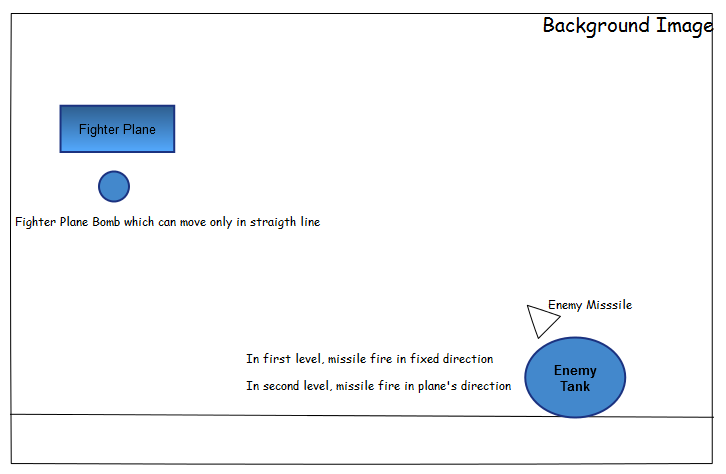 Background Image
Fighter Plane
Fighter Plane Bomb which can move only in straigth line
Enemy Misssile
In first level, missile fire in fixed direction
In second level, missile fire in plane's direction
Enemy
Tank